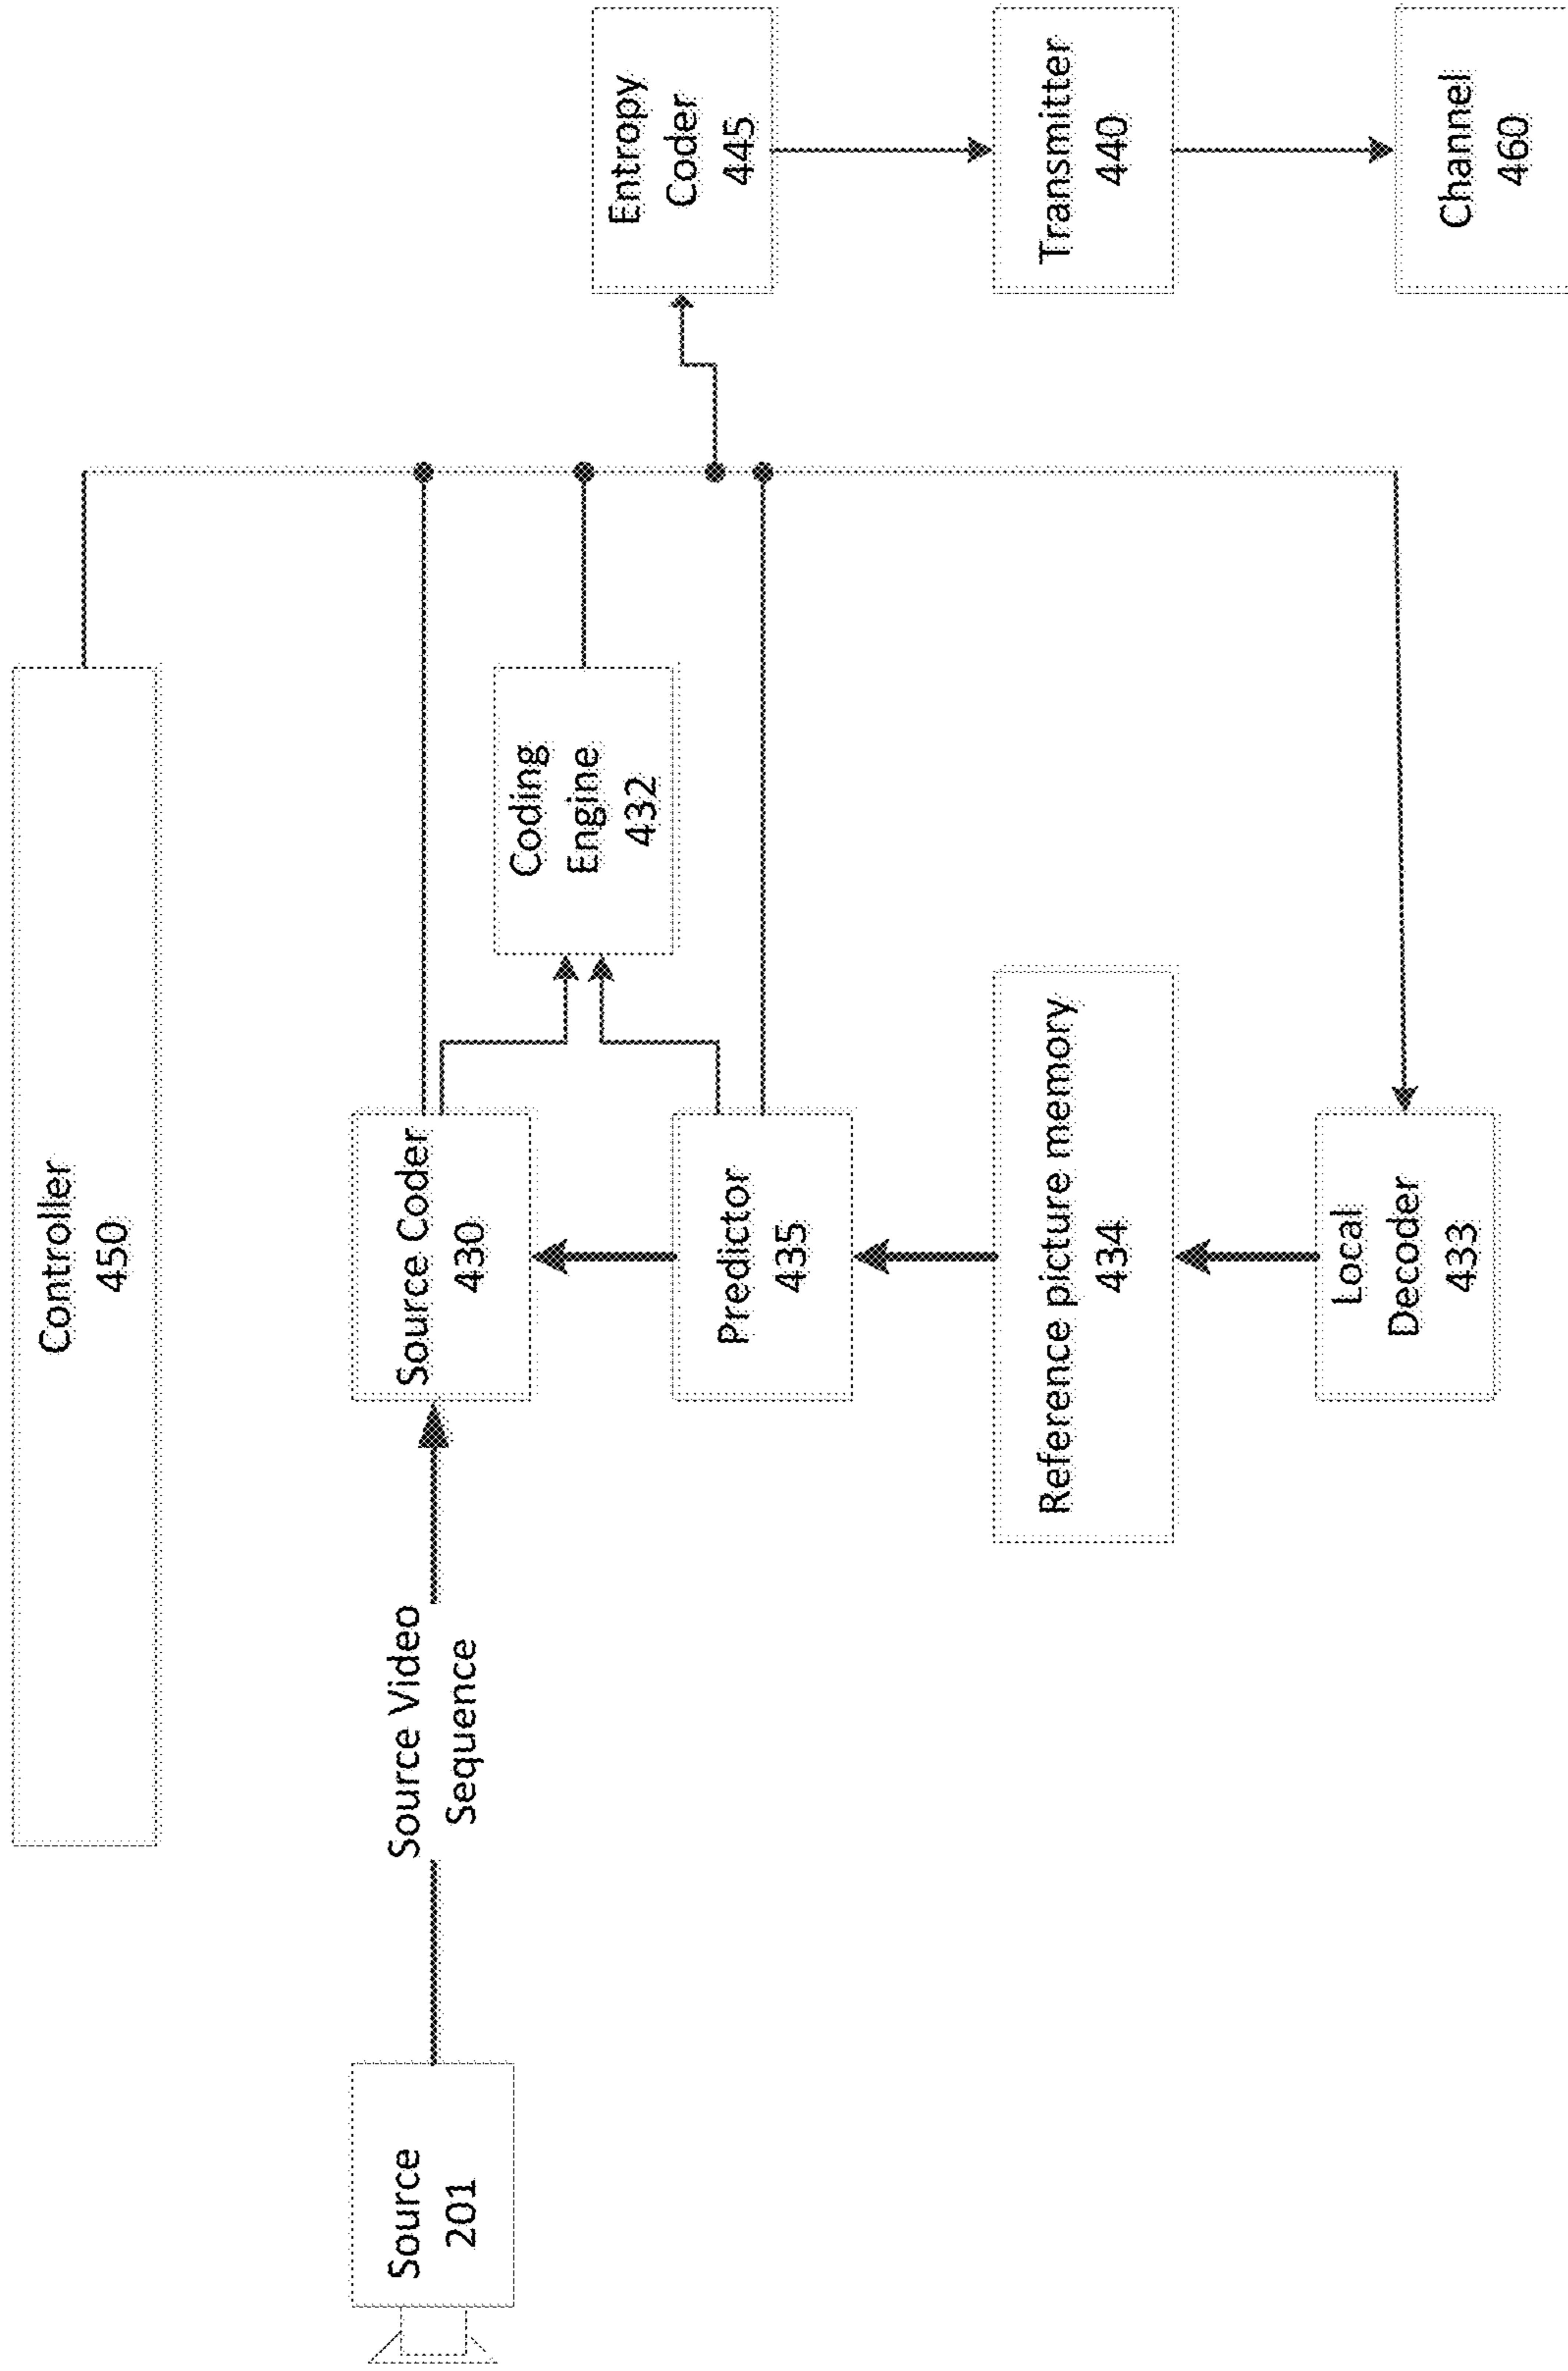 Controller
450
Source
201
Source Video
Sequence
Source Coder
430
Coding
Engine
432
Predictor
435
Entropy
Coder
445
Reference picture memory
434
Transmitter
440
Local
Decoder
433
Channel
460